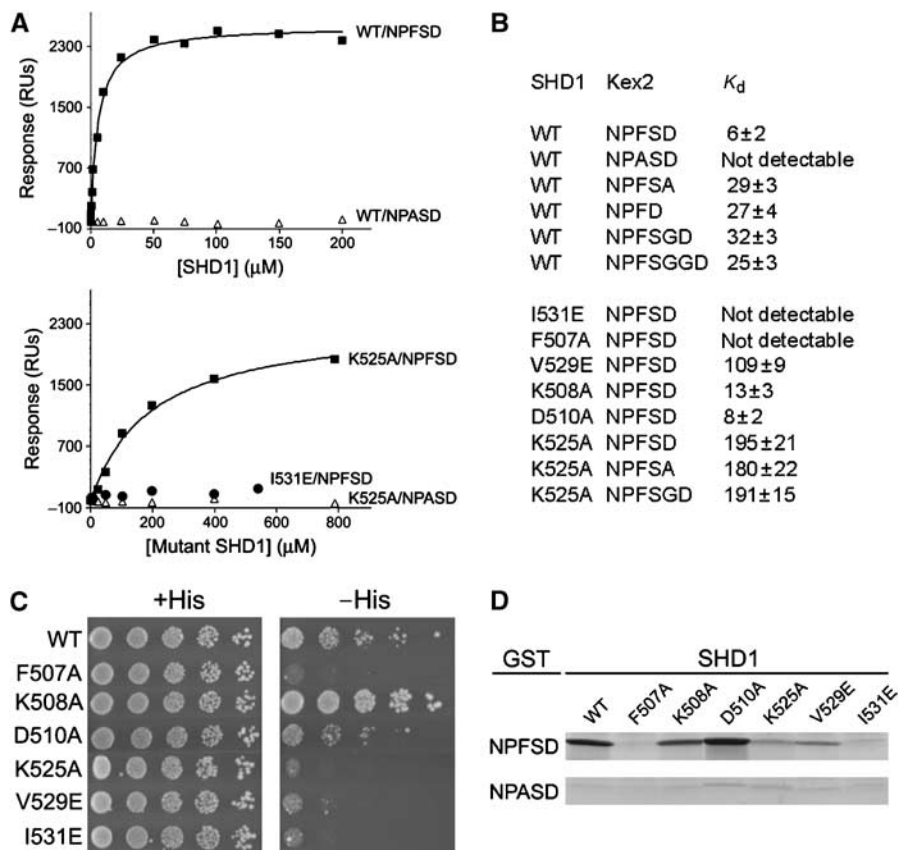 A
Response (RUs)
2300
1500
700
−100
0
50
100
150
200
[SHD1] (µM)
WT/NPFSD
WT/NPASD
Response (RUs)
2300
1500
700
−100
0
200
400
600
800
[Mutant SHD1] (µM)
K525A/NPFSD
I531E/NPFSD
K525A/NPASD
B
SHD1 Kex2 Kd
WT NPFSD 6±2
WT NPASD Not detectable
WT NPFSA 29±3
WT NPFD 27±4
WT NPFSGD 32±3
WT NPFSGGD 25±3
I531E NPFSD Not detectable
F507A NPFSD Not detectable
V529E NPFSD 109±9
K508A NPFSD 13±3
D510A NPFSD 8±2
K525A NPFSD 195±21
K525A NPFSA 180±22
K525A NPFSGD 191±15
C
+His −His
WT
F507A
K508A
D510A
K525A
V529E
I531E
D
GST SHD1
WT F507A K508A D510A K525A V529E I531E
NPFSD
NPASD